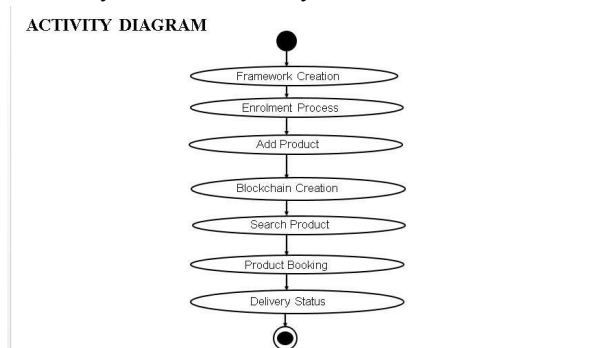 ACTIVITY DIAGRAM
Framework Creation
Enrolment Process
Add Product
Blockchain Creation
Search Product
Product Booking
Delivery Status